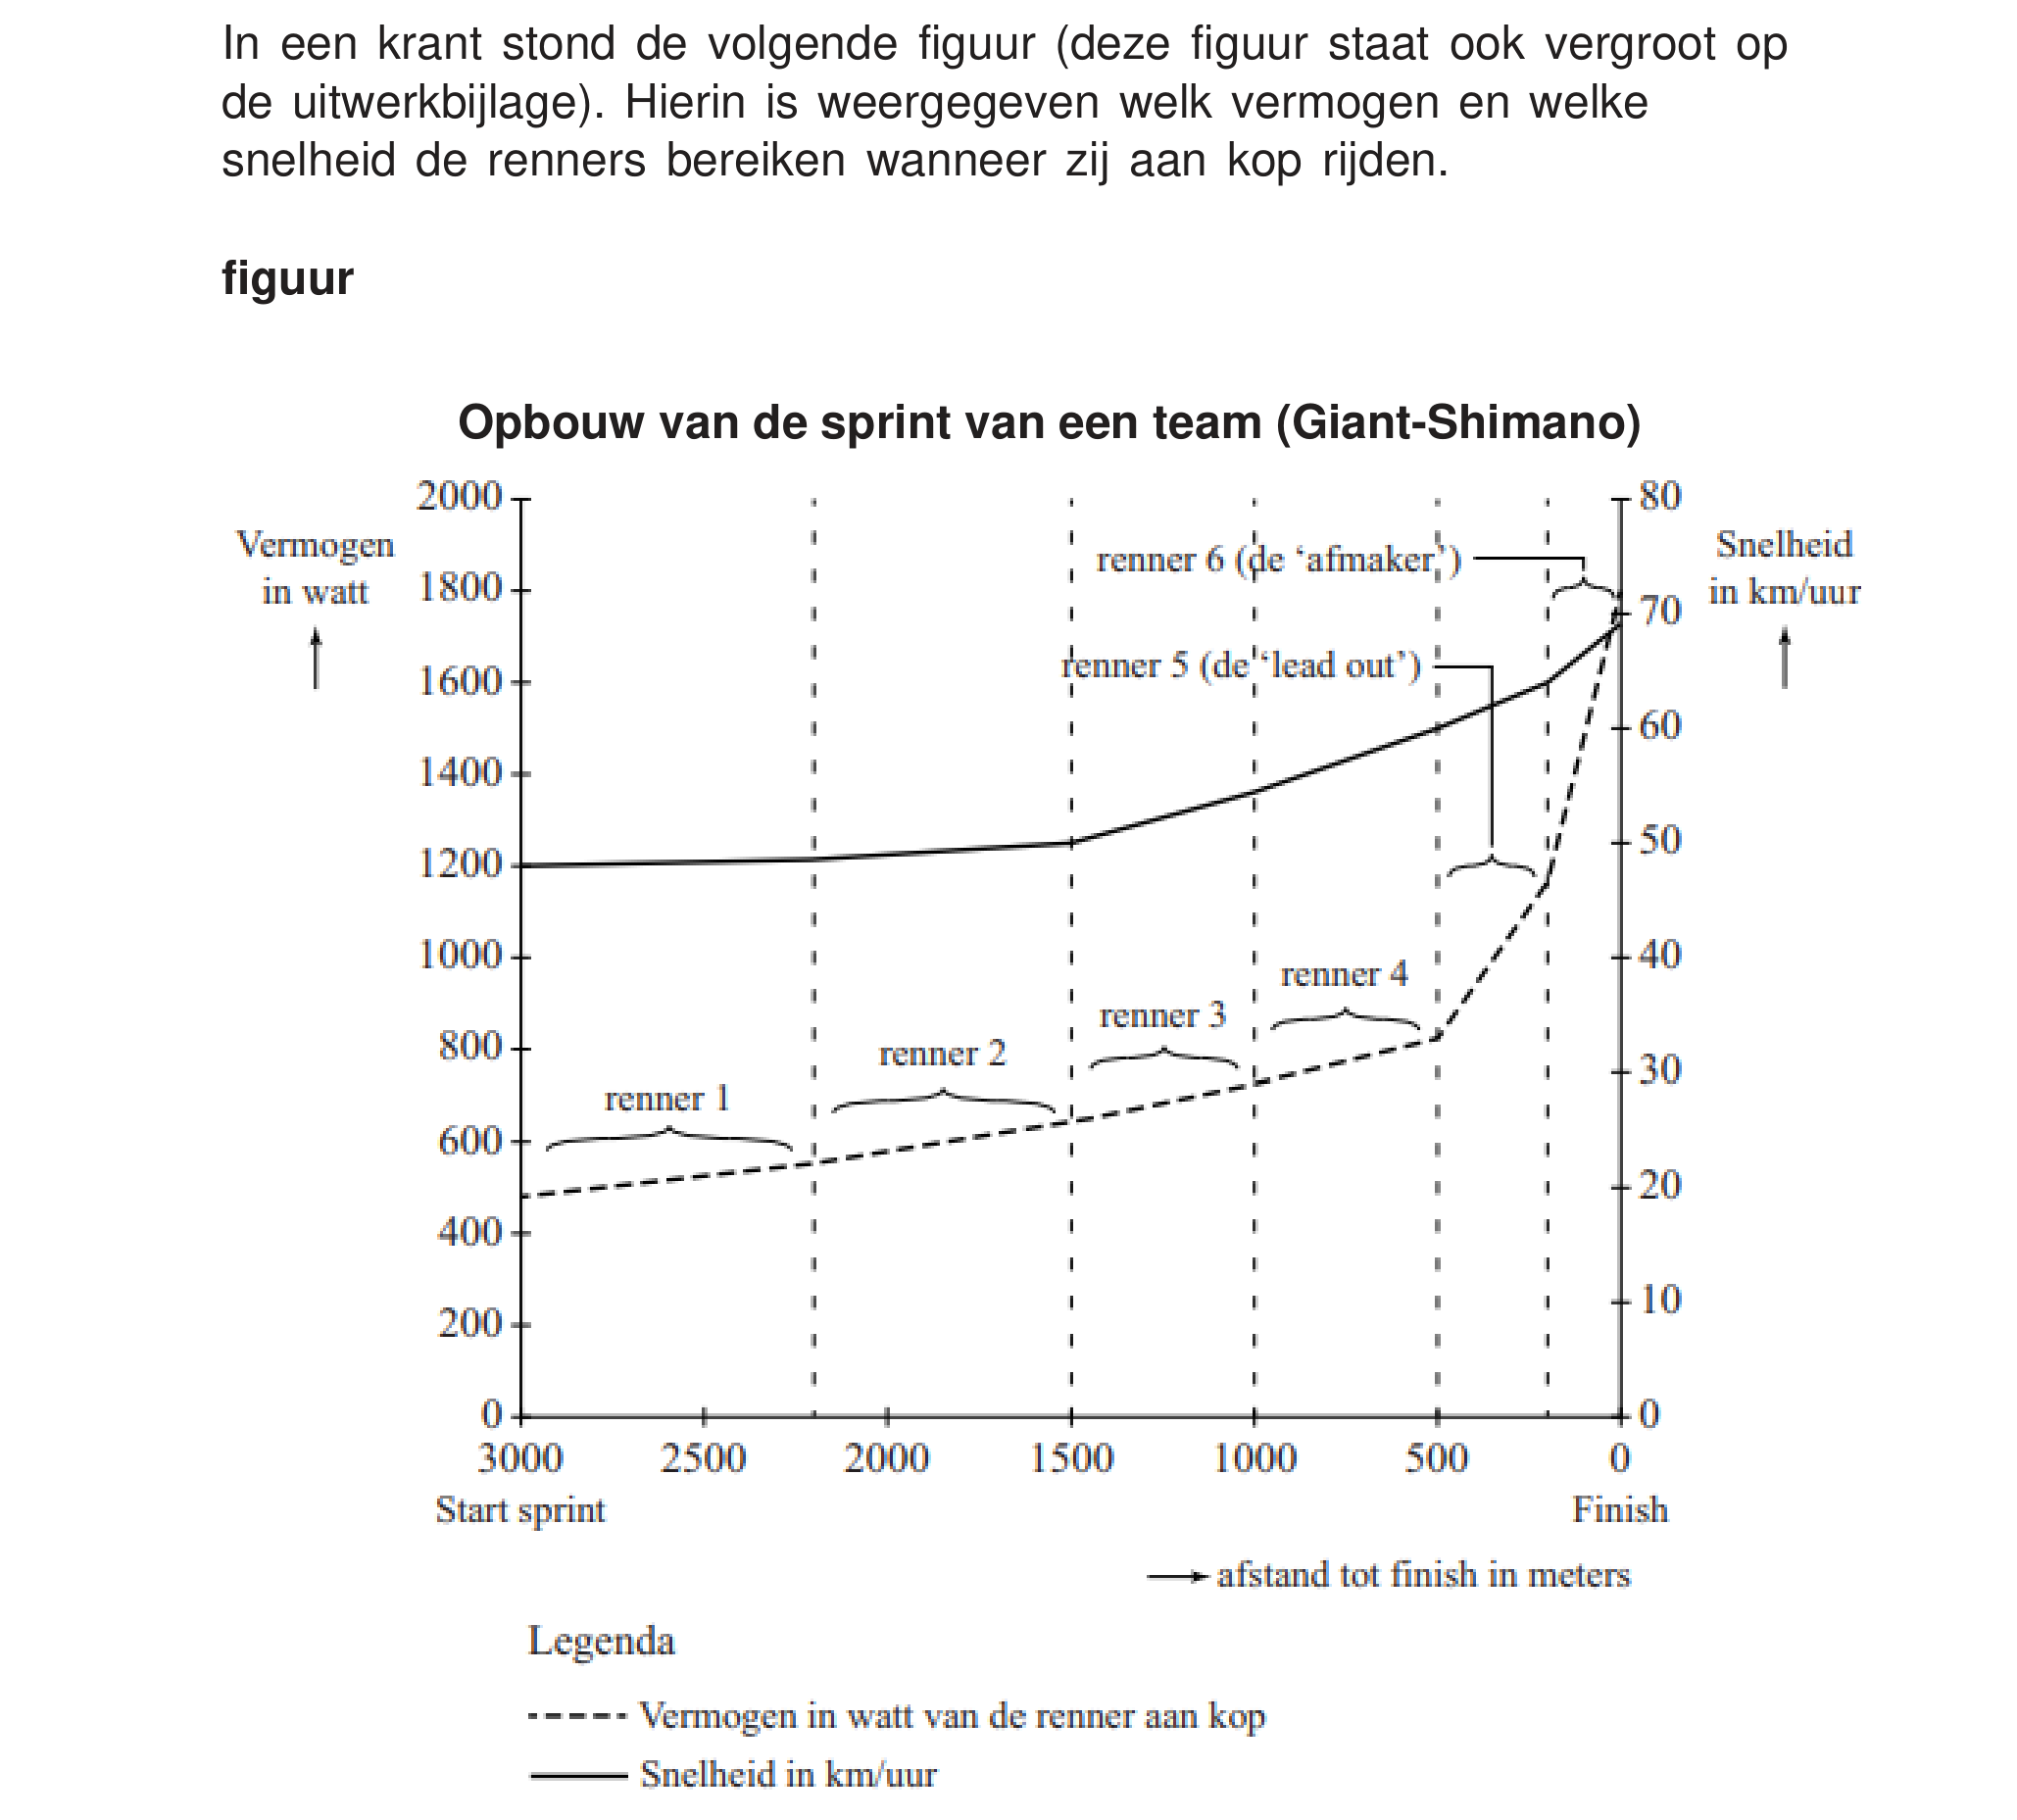 In een krant stond de volgende figuur (deze figuur staat ook vergroot op
de uitwerkbijlage). Hierin is weergegeven welk vermogen en welke
snelheid de renners bereiken wanneer zij aan kop rijden.
figuur
Opbouw van de sprint van een team (Giant-Shimano)
Vermogen
in watt
2000
1800
1600
1400
1200
1000
800
600
400
200
0
Snelheid
in km/uur
80
70
60
50
40
30
20
10
0
renner 6 (de ‘afmaker’)
renner 5 (de ‘lead out’)
renner 4
renner 3
renner 2
renner 1
3000 2500 2000 1500 1000 500 0
Start sprint Finish
afstand tot finish in meters
Legenda
Vermogen in watt van de renner aan kop
Snelheid in km/uur